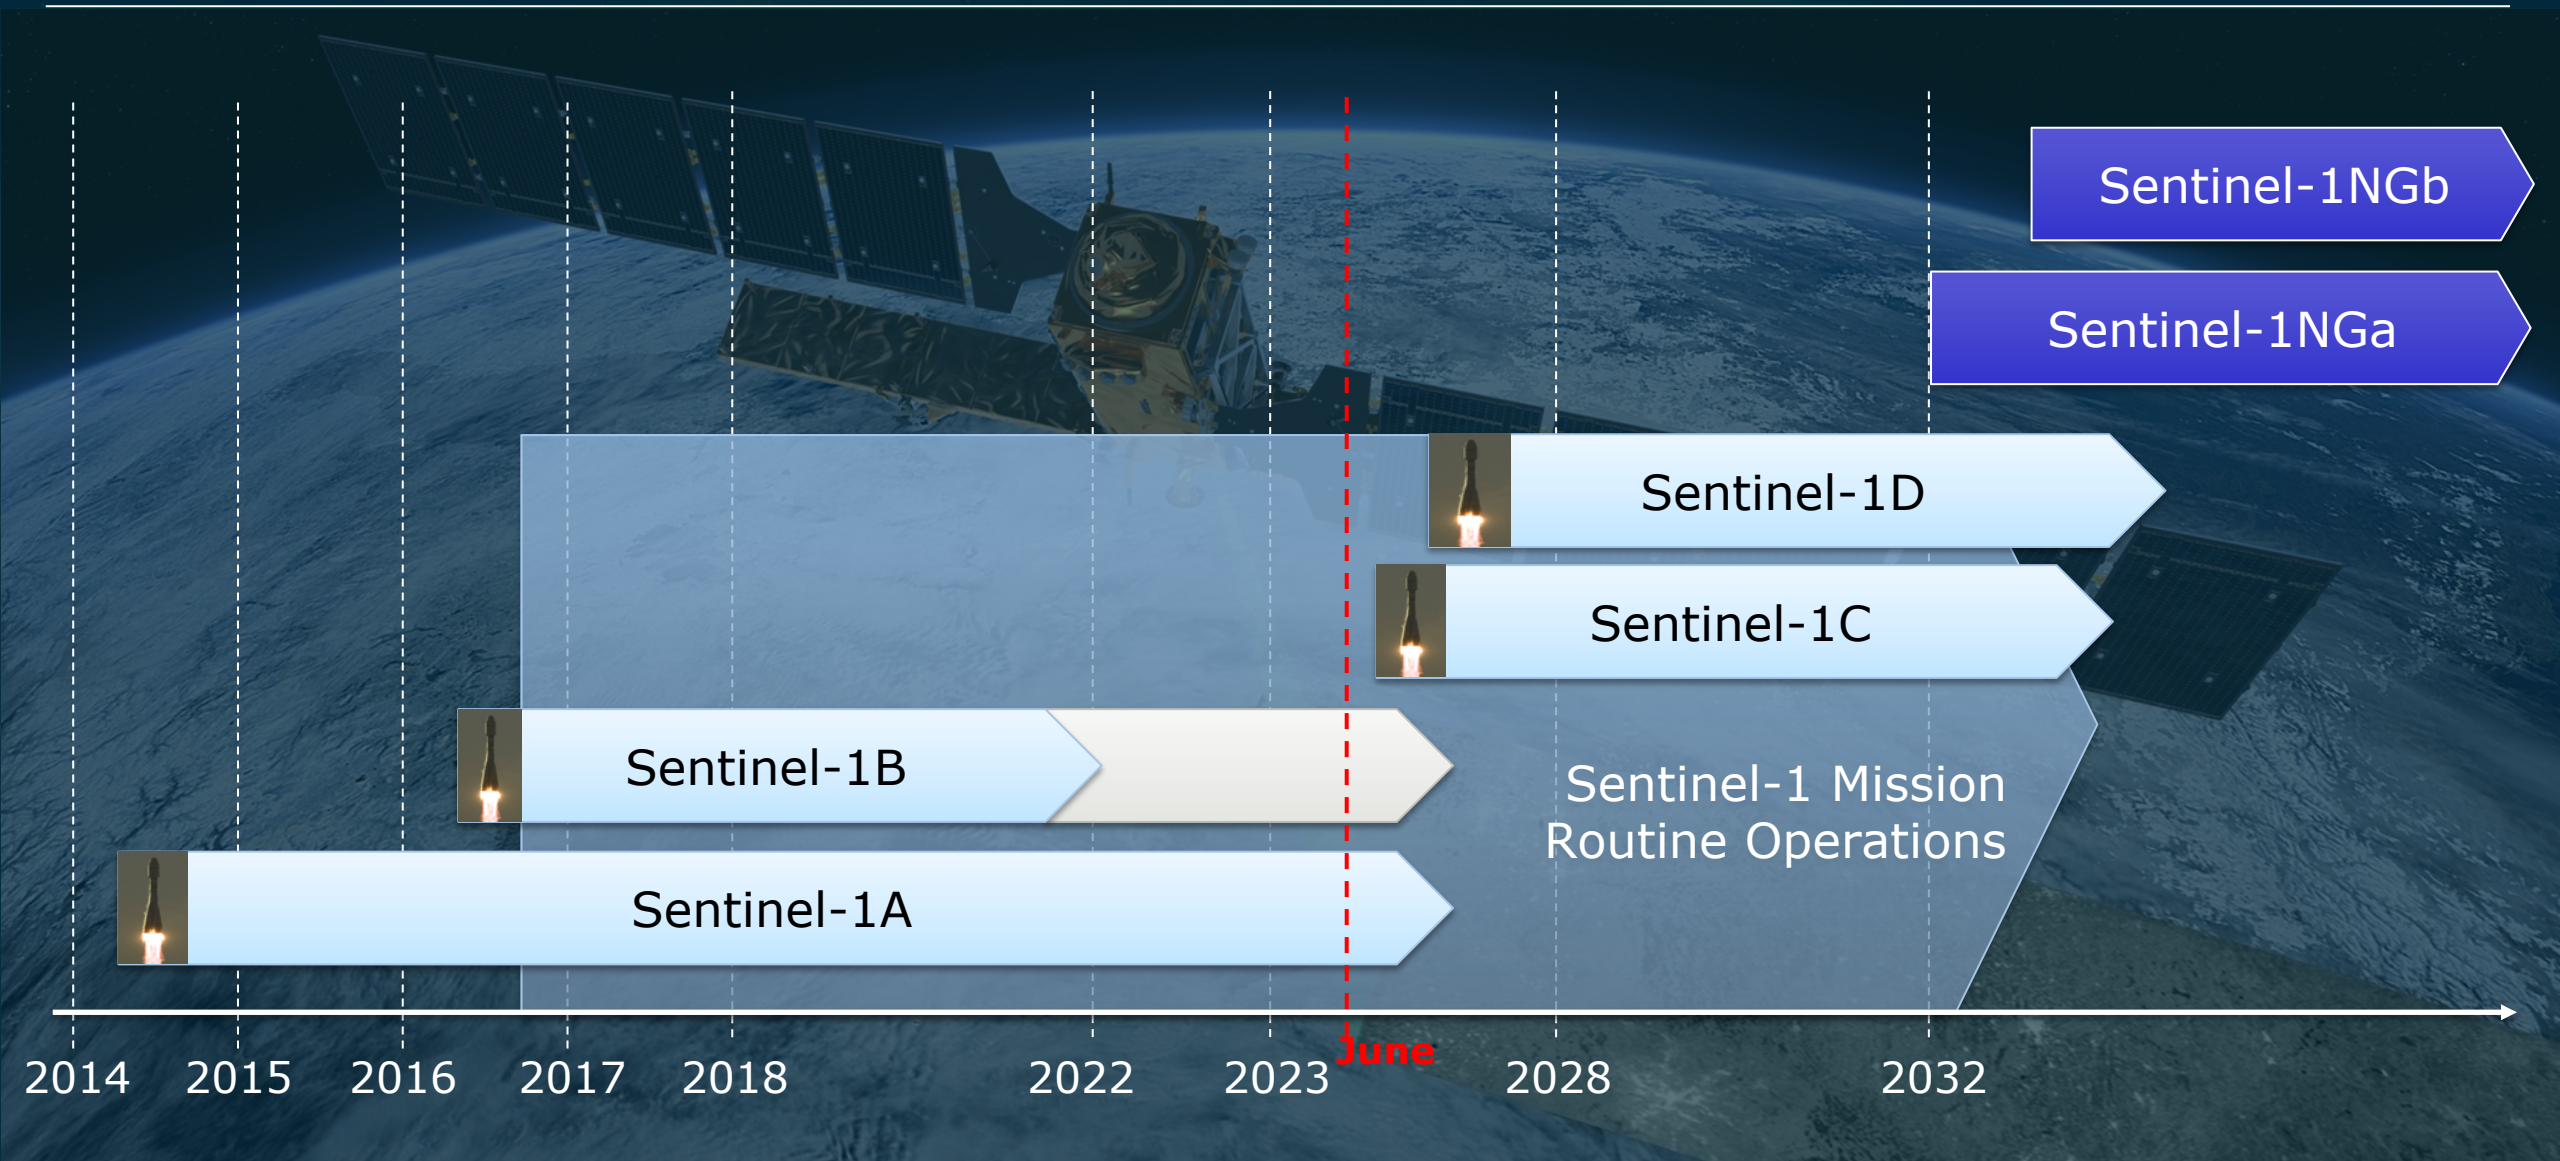 Sentinel-1NGb
Sentinel-1NGa
Sentinel-1D
Sentinel-1C
Sentinel-1B
Sentinel-1 Mission
Routine Operations
Sentinel-1A
June
2014 2015 2016 2017 2018 2022 2023 2028 2032